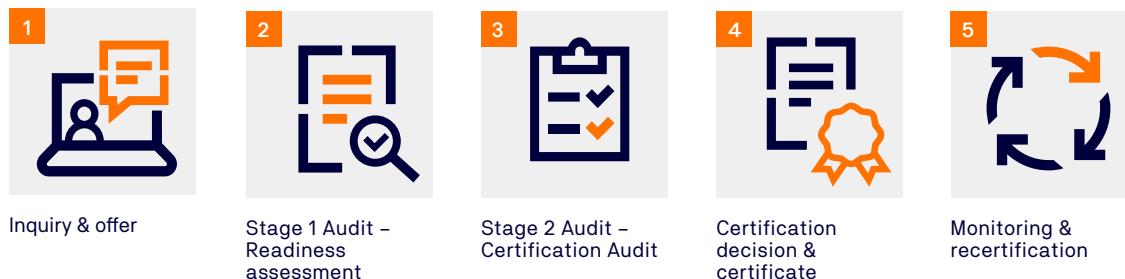 1
Inquiry & offer
2
Stage 1 Audit –
Readiness
assessment
3
Stage 2 Audit –
Certification Audit
4
Certification
decision &
certificate
5
Monitoring &
recertification